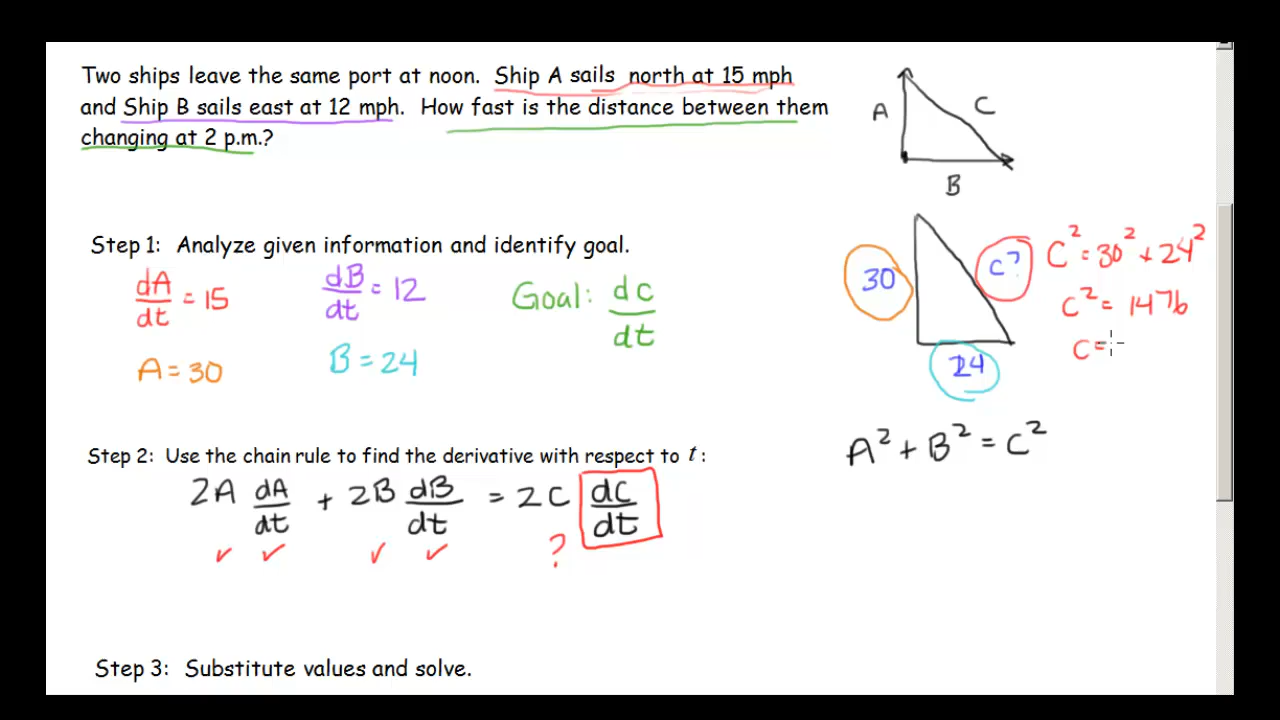 Two ships leave the same port at noon. Ship A sails north at 15 mph
and Ship B sails east at 12 mph. How fast is the distance between them
changing at 2 p.m.?
A
C
B
Step 1: Analyze given information and identify goal.
dA/dt = 15
dB/dt = 12
Goal: dc/dt
A = 30
B = 24
30
C?
24
C² = 30² + 24²
C² = 1476
C =
A² + B² = C²
Step 2: Use the chain rule to find the derivative with respect to t:
2A dA/dt + 2B dB/dt = 2C dC/dt
✓ ✓ ✓ ✓ ?
Step 3: Substitute values and solve.